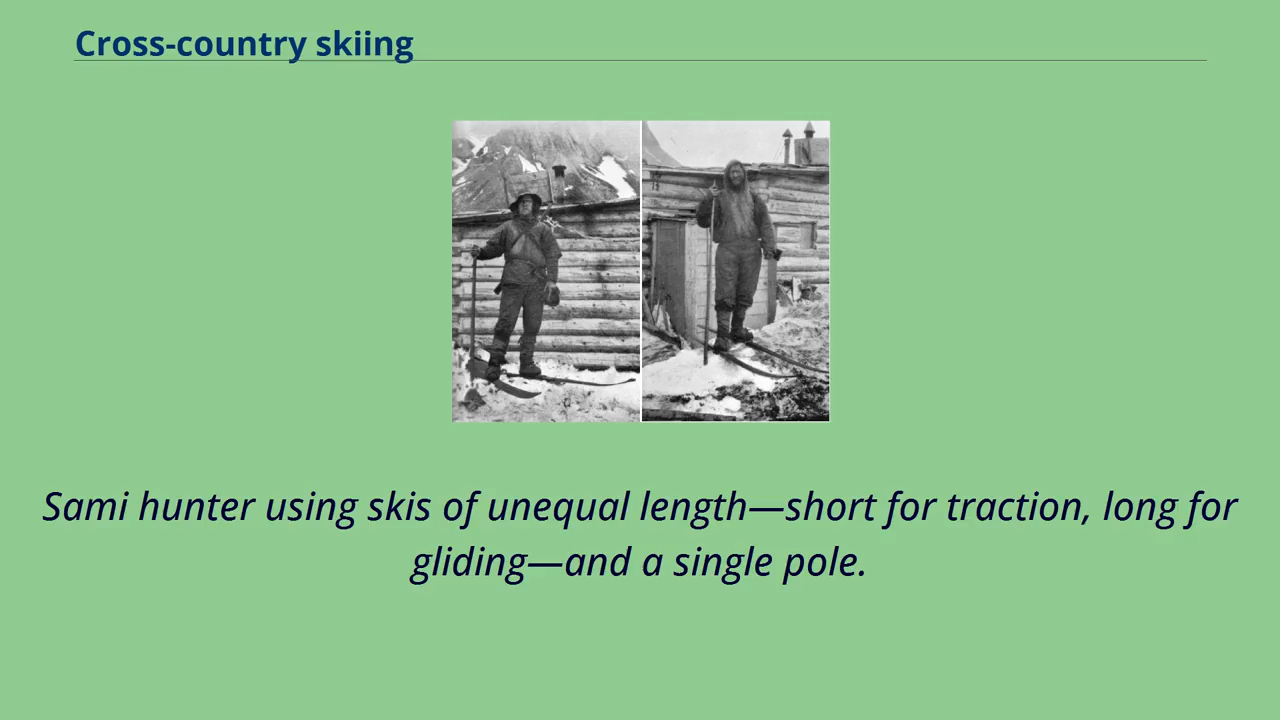 Cross-country skiing
Sami hunter using skis of unequal length—short for traction, long for
gliding—and a single pole.